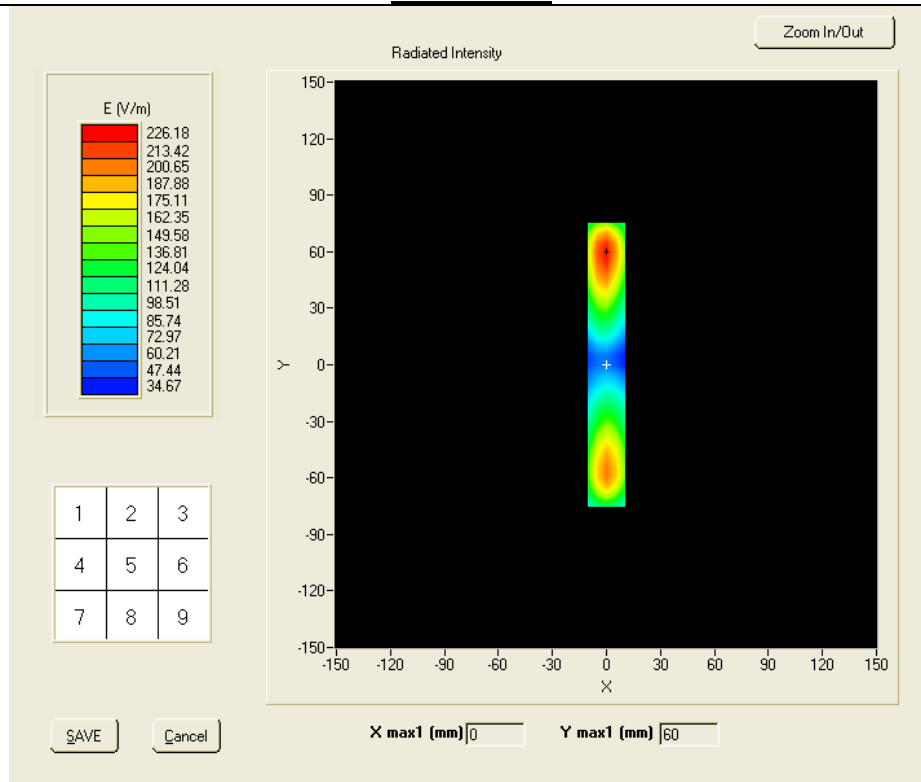 Zoom In/Out
Radiated Intensity
E (V/m)
226.18
213.42
200.65
187.88
175.11
162.35
149.58
136.81
124.04
111.28
98.51
85.74
72.97
60.21
47.44
34.67
150
120
90
60
30
Y
0
-30
-60
-90
-120
-150
-150 -120 -90 -60 -30 0 30 60 90 120 150
X
1 2 3
4 5 6
7 8 9
SAVE Cancel X max1 (mm) 0 Y max1 (mm) 60